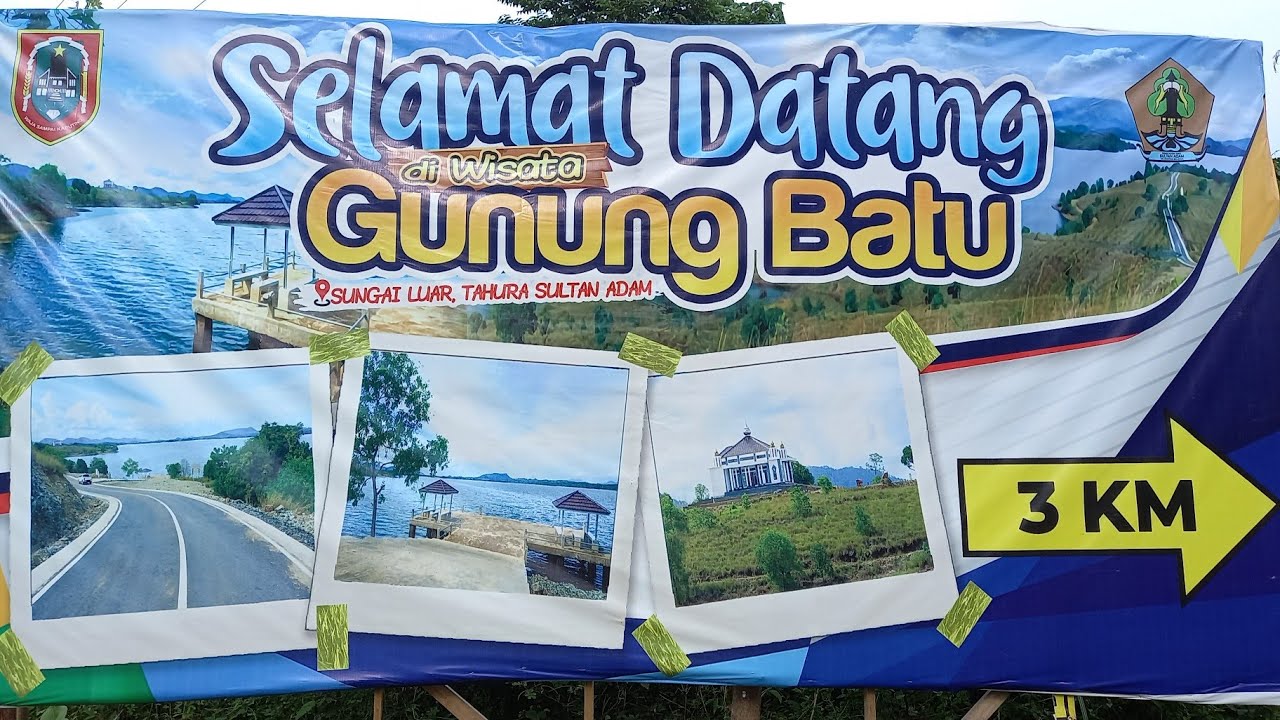 Selamat Datang
di Wisata
Gunung Batu
SUNGAI LUAR, TAHURA SULTAN ADAM
3 KM